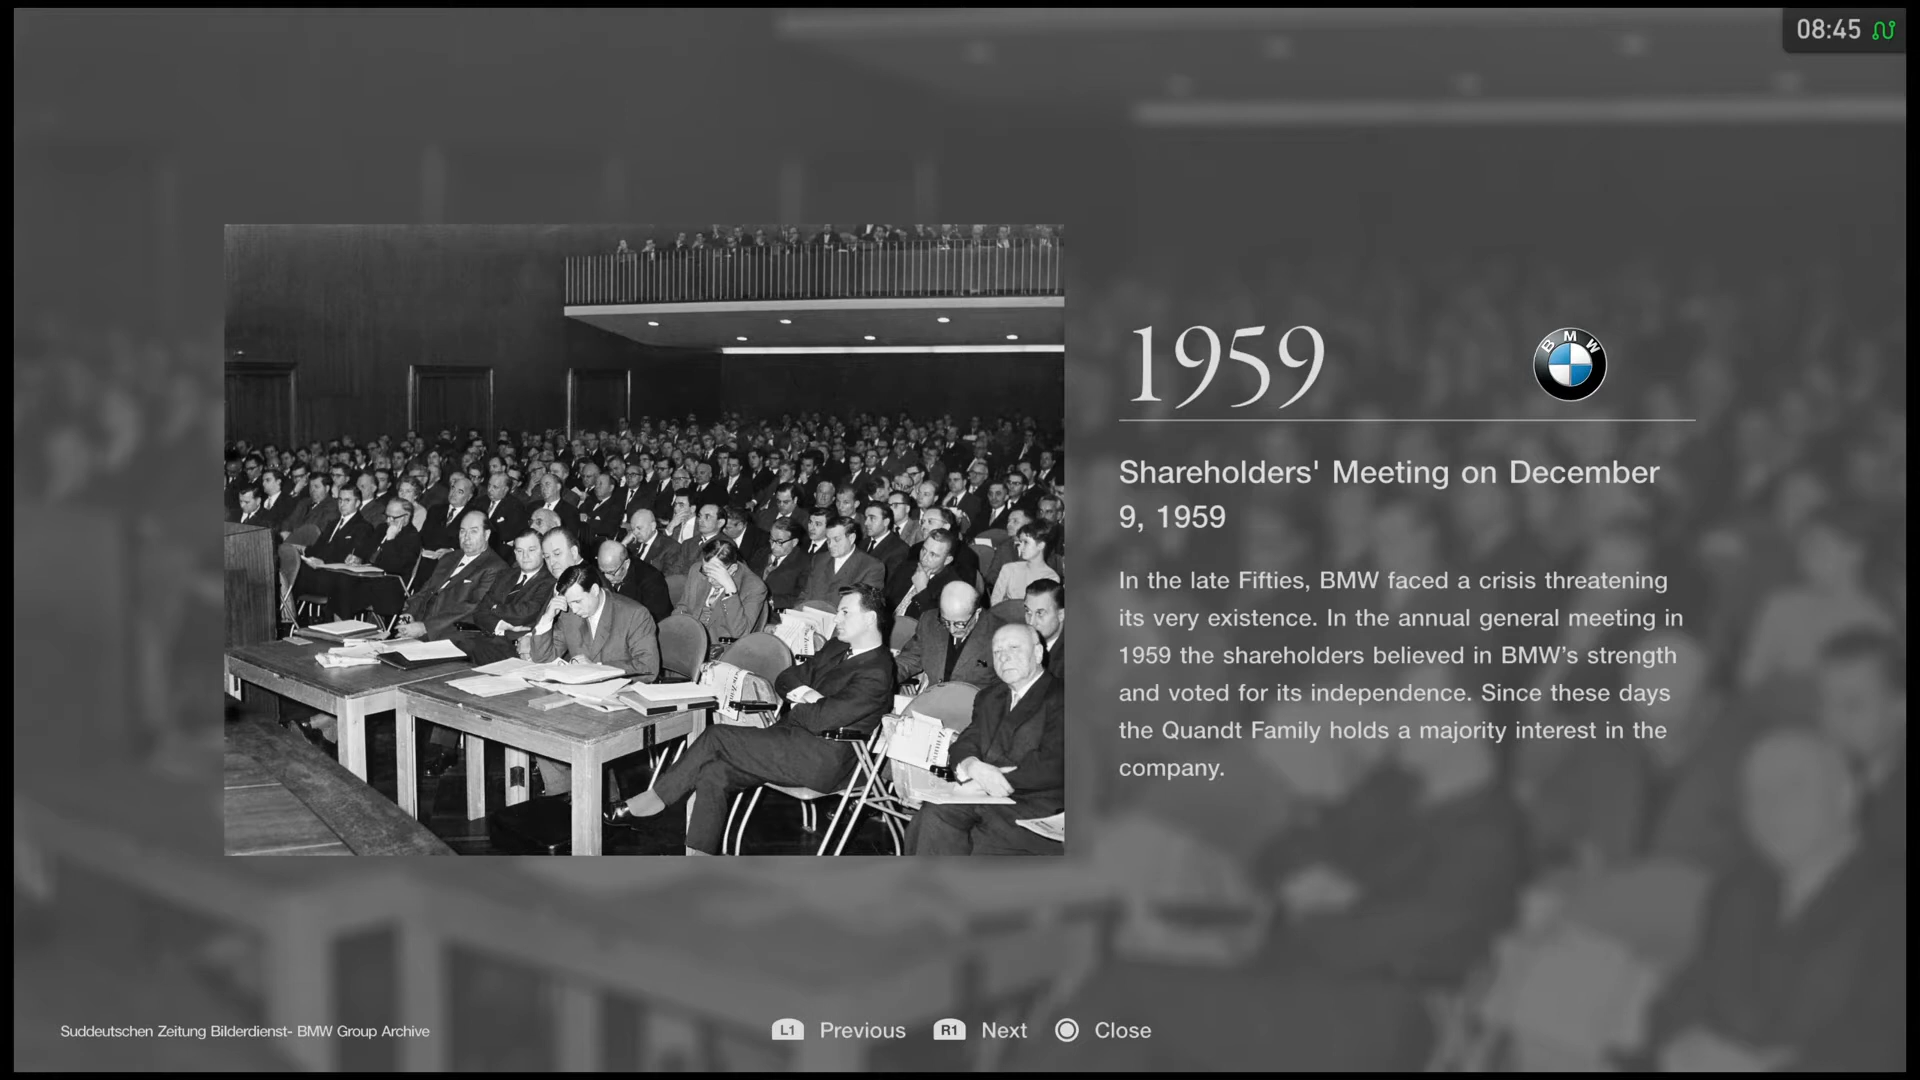 08:45
1959
BMW
Shareholders' Meeting on December
9, 1959
In the late Fifties, BMW faced a crisis threatening
its very existence. In the annual general meeting in
1959 the shareholders believed in BMW’s strength
and voted for its independence. Since these days
the Quandt Family holds a majority interest in the
company.
Suddeutschen Zeitung Bilderdienst- BMW Group Archive
L1 Previous R1 Next Close